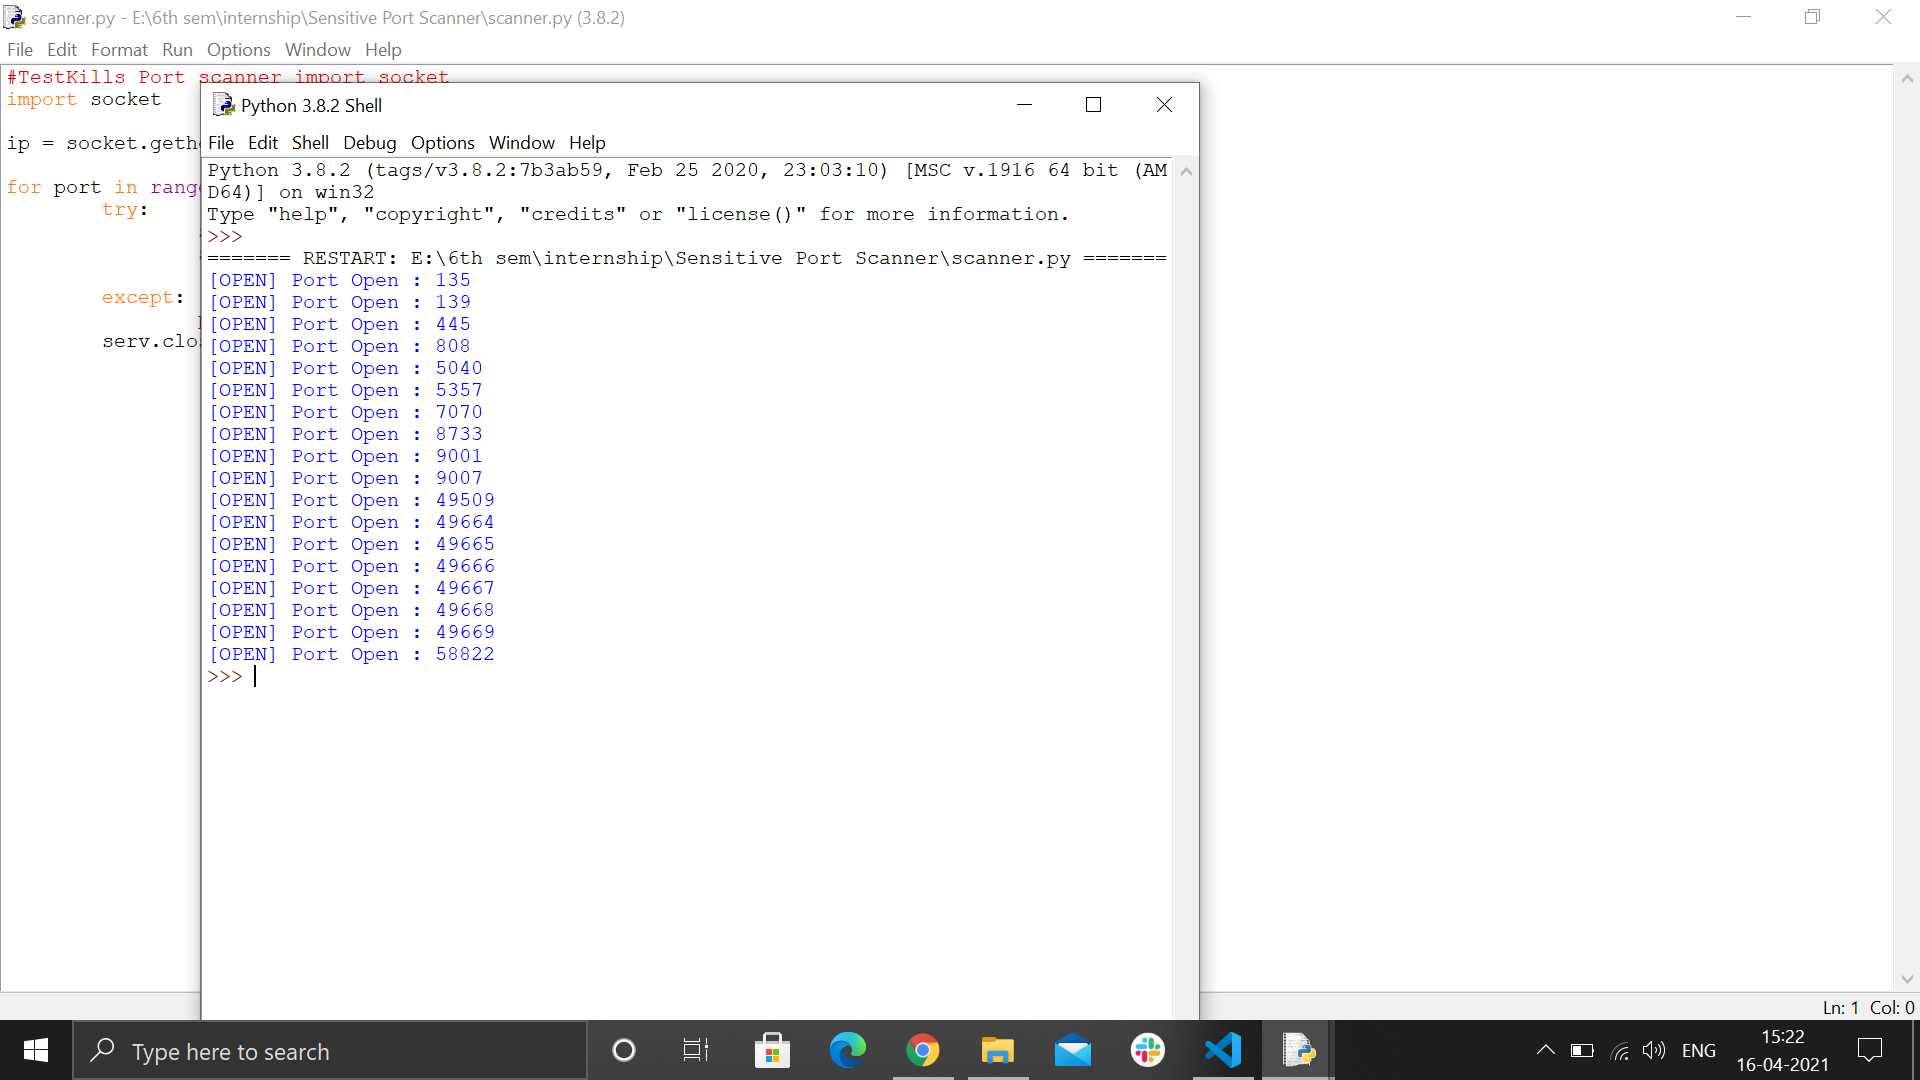 scanner.py - E:\6th sem\internship\Sensitive Port Scanner\scanner.py (3.8.2)
File Edit Format Run Options Window Help
#TestKills Port scanner import socket
import socket
ip = socket.geth
for port in rang
try:
except:
serv.clos
Python 3.8.2 Shell
File Edit Shell Debug Options Window Help
Python 3.8.2 (tags/v3.8.2:7b3ab59, Feb 25 2020, 23:03:10) [MSC v.1916 64 bit (AM
D64)] on win32
Type "help", "copyright", "credits" or "license()" for more information.
>>>
======= RESTART: E:\6th sem\internship\Sensitive Port Scanner\scanner.py =======
[OPEN] Port Open : 135
[OPEN] Port Open : 139
[OPEN] Port Open : 445
[OPEN] Port Open : 808
[OPEN] Port Open : 5040
[OPEN] Port Open : 5357
[OPEN] Port Open : 7070
[OPEN] Port Open : 8733
[OPEN] Port Open : 9001
[OPEN] Port Open : 9007
[OPEN] Port Open : 49509
[OPEN] Port Open : 49664
[OPEN] Port Open : 49665
[OPEN] Port Open : 49666
[OPEN] Port Open : 49667
[OPEN] Port Open : 49668
[OPEN] Port Open : 49669
[OPEN] Port Open : 58822
>>>
Ln: 1 Col: 0
Type here to search
ENG
15:22
16-04-2021